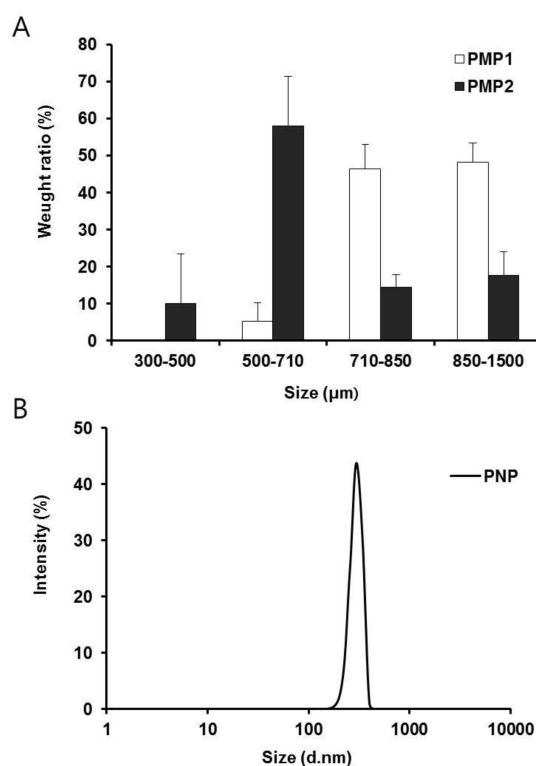 A
80
70
60
50
40
30
20
10
0
Weught ratio (%)
PMP1
PMP2
300-500 500-710 710-850 850-1500
Size (µm)
B
50
40
30
20
10
0
Intensity (%)
PNP
1 10 100 1000 10000
Size (d.nm)